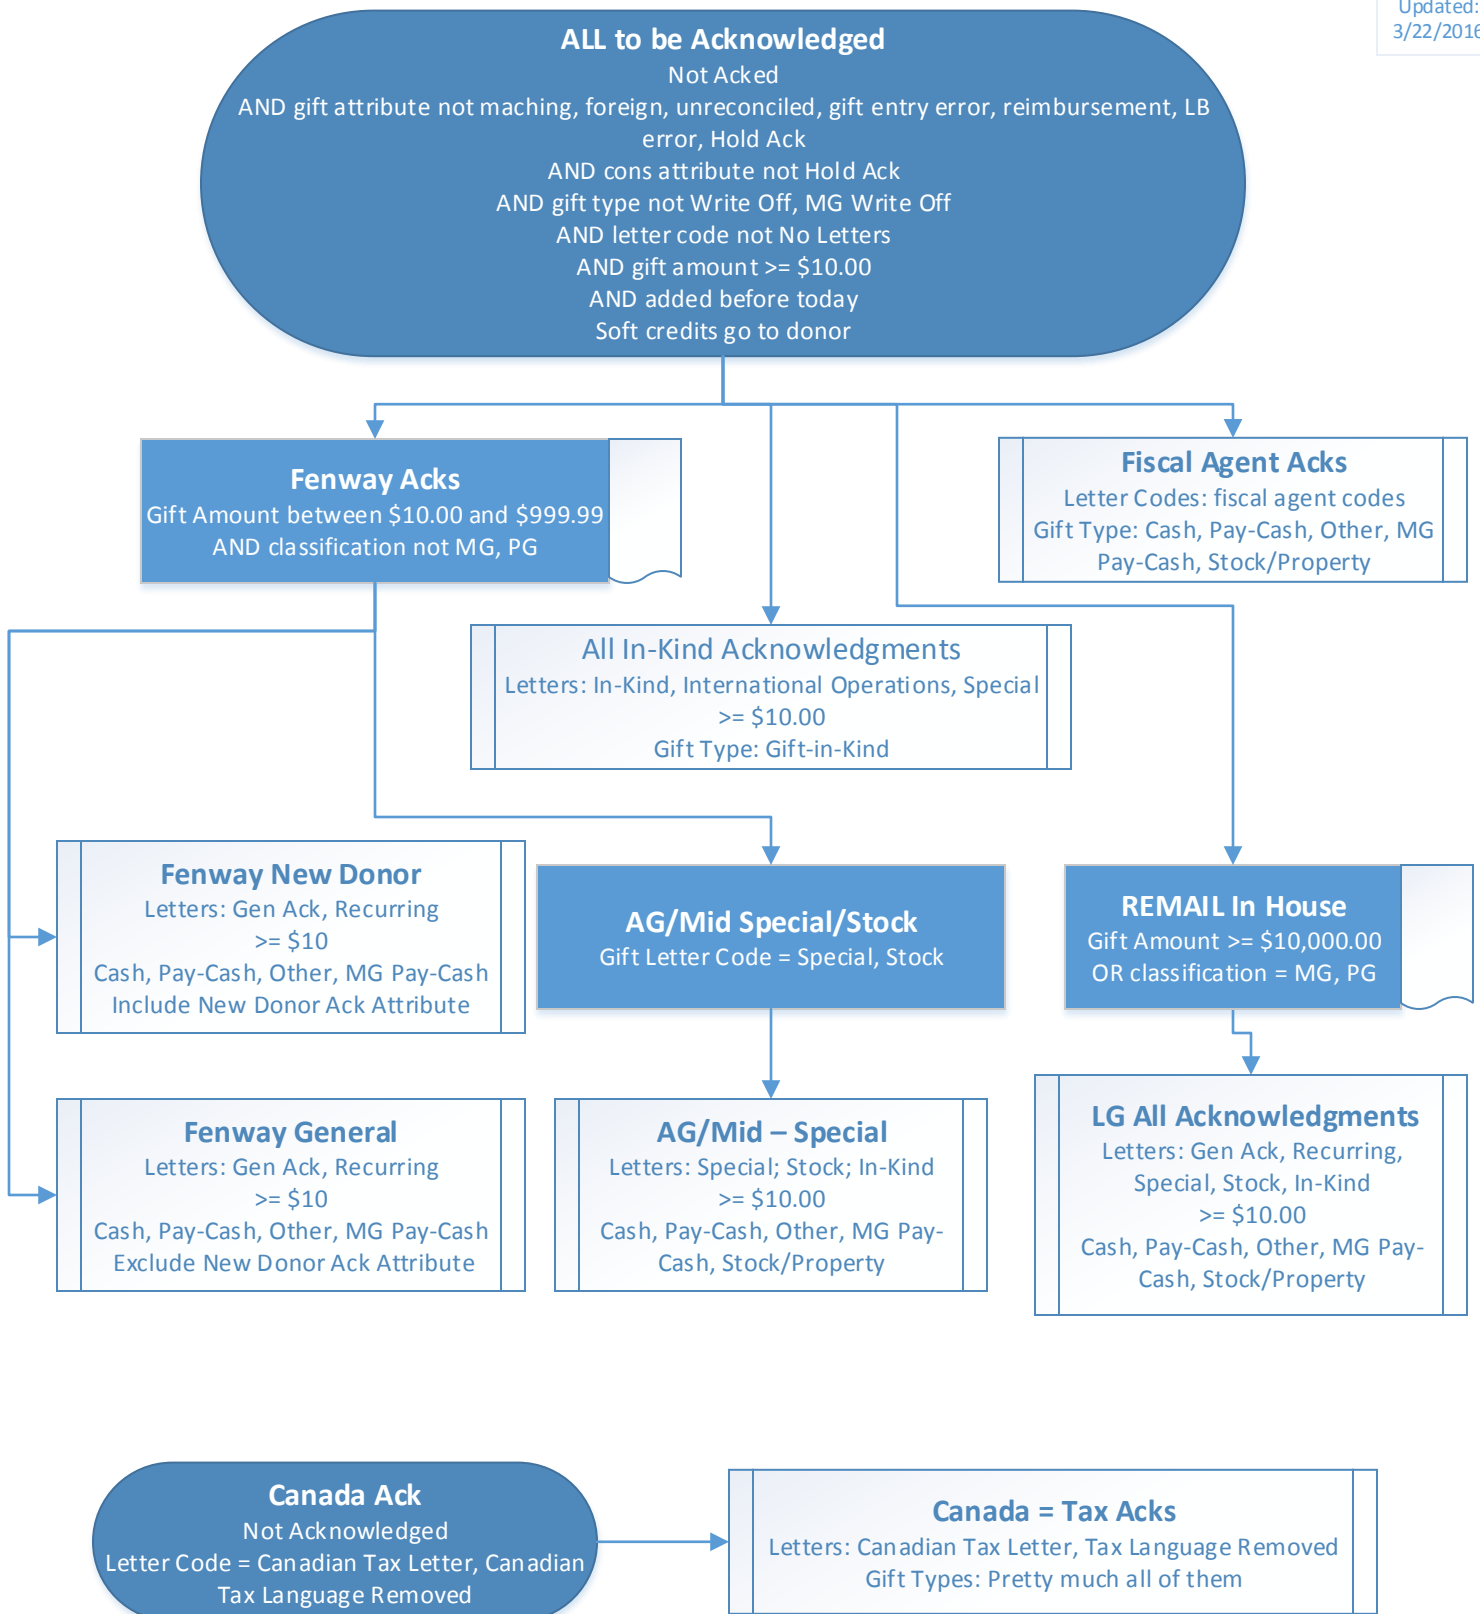 Updated:
3/22/2016
ALL to be Acknowledged
Not Acked
AND gift attribute not maching, foreign, unreconciled, gift entry error, reimbursement, LB
error, Hold Ack
AND cons attribute not Hold Ack
AND gift type not Write Off, MG Write Off
AND letter code not No Letters
AND gift amount >= $10.00
AND added before today
Soft credits go to donor
Fenway Acks
Gift Amount between $10.00 and $999.99
AND classification not MG, PG
Fiscal Agent Acks
Letter Codes: fiscal agent codes
Gift Type: Cash, Pay-Cash, Other, MG
Pay-Cash, Stock/Property
All In-Kind Acknowledgments
Letters: In-Kind, International Operations, Special
>= $10.00
Gift Type: Gift-in-Kind
Fenway New Donor
Letters: Gen Ack, Recurring
>= $10
Cash, Pay-Cash, Other, MG Pay-Cash
Include New Donor Ack Attribute
AG/Mid Special/Stock
Gift Letter Code = Special, Stock
REMAIL In House
Gift Amount >= $10,000.00
OR classification = MG, PG
Fenway General
Letters: Gen Ack, Recurring
>= $10
Cash, Pay-Cash, Other, MG Pay-Cash
Exclude New Donor Ack Attribute
AG/Mid – Special
Letters: Special; Stock; In-Kind
>= $10.00
Cash, Pay-Cash, Other, MG Pay-
Cash, Stock/Property
LG All Acknowledgments
Letters: Gen Ack, Recurring,
Special, Stock, In-Kind
>= $10.00
Cash, Pay-Cash, Other, MG Pay-
Cash, Stock/Property
Canada Ack
Not Acknowledged
Letter Code = Canadian Tax Letter, Canadian
Tax Language Removed
Canada = Tax Acks
Letters: Canadian Tax Letter, Tax Language Removed
Gift Types: Pretty much all of them